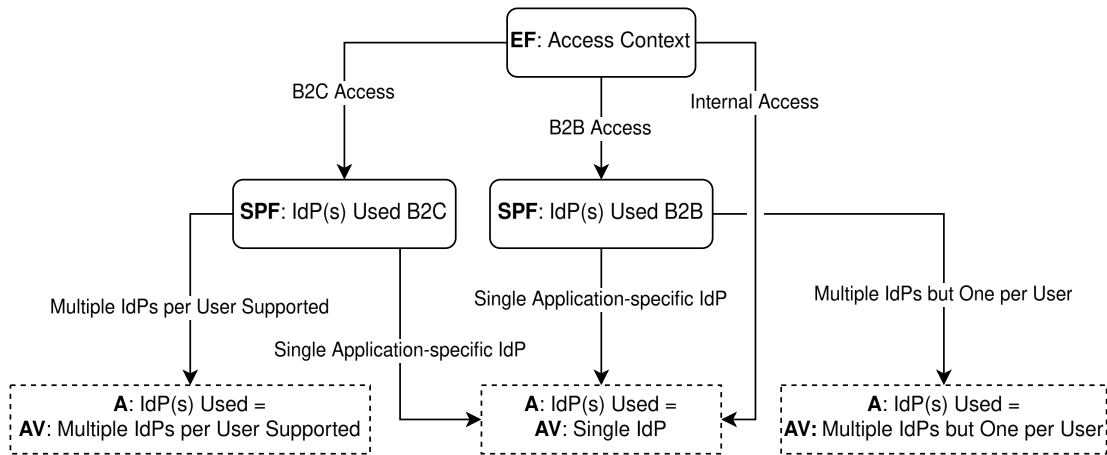 EF: Access Context
B2C Access
Internal Access
B2B Access
SPF: IdP(s) Used B2C
SPF: IdP(s) Used B2B
Multiple IdPs per User Supported
Single Application-specific IdP
Multiple IdPs but One per User
Single Application-specific IdP
A: IdP(s) Used =
AV: Multiple IdPs per User Supported
A: IdP(s) Used =
AV: Single IdP
A: IdP(s) Used =
AV: Multiple IdPs but One per User